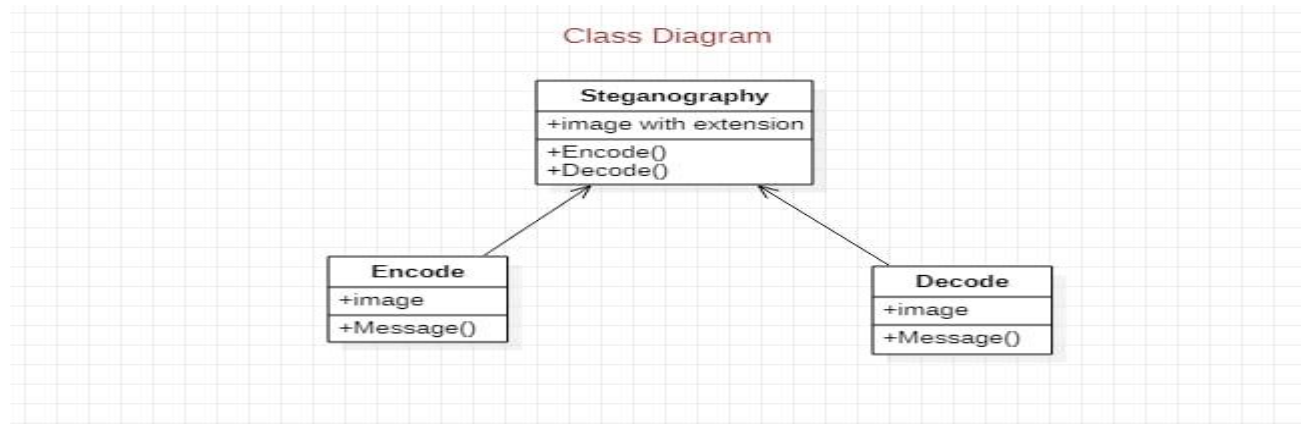 Class Diagram
Steganography
+image with extension
+Encode()
+Decode()
Encode
+image
+Message()
Decode
+image
+Message()